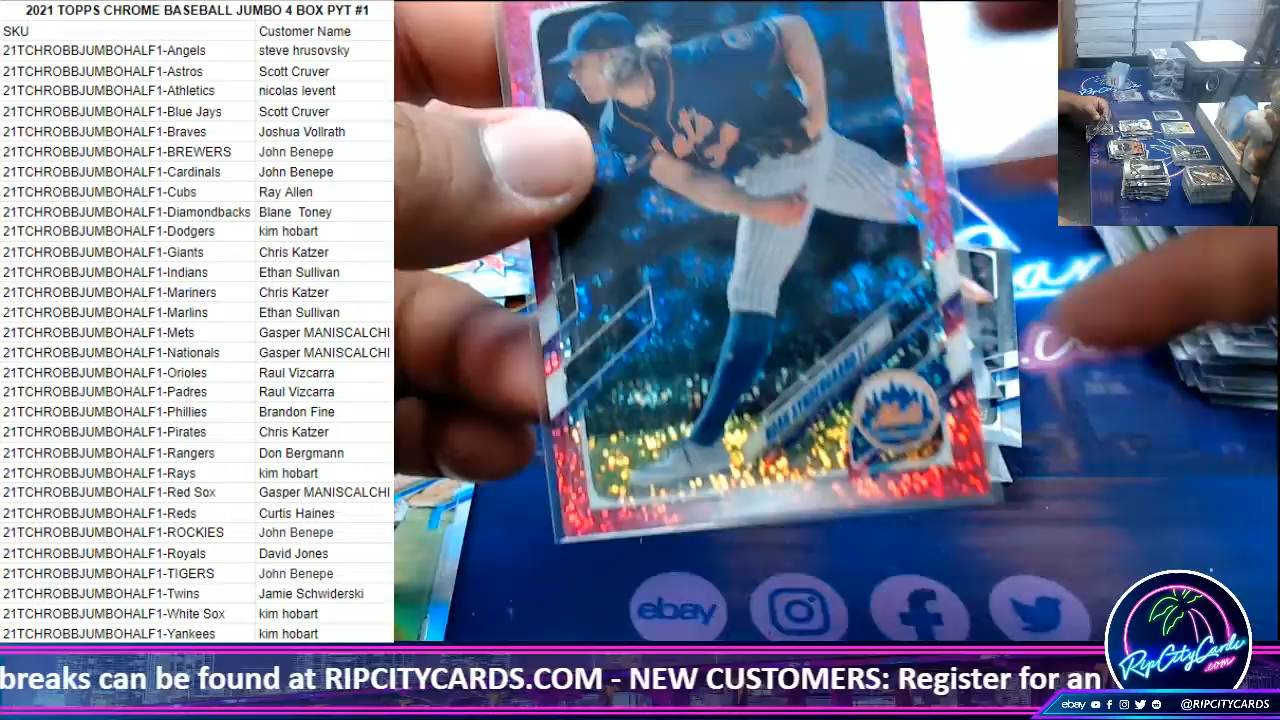 2021 TOPPS CHROME BASEBALL JUMBO 4 BOX PYT #1
SKU Customer Name
21TCHROBBJUMBOHALF1-Angels steve hrusovsky
21TCHROBBJUMBOHALF1-Astros Scott Cruver
21TCHROBBJUMBOHALF1-Athletics nicolas levent
21TCHROBBJUMBOHALF1-Blue Jays Scott Cruver
21TCHROBBJUMBOHALF1-Braves Joshua Vollrath
21TCHROBBJUMBOHALF1-BREWERS John Benepe
21TCHROBBJUMBOHALF1-Cardinals John Benepe
21TCHROBBJUMBOHALF1-Cubs Ray Allen
21TCHROBBJUMBOHALF1-Diamondbacks Blane Toney
21TCHROBBJUMBOHALF1-Dodgers kim hobart
21TCHROBBJUMBOHALF1-Giants Chris Katzer
21TCHROBBJUMBOHALF1-Indians Ethan Sullivan
21TCHROBBJUMBOHALF1-Mariners Chris Katzer
21TCHROBBJUMBOHALF1-Marlins Ethan Sullivan
21TCHROBBJUMBOHALF1-Mets Gasper MANISCALCHI
21TCHROBBJUMBOHALF1-Nationals Gasper MANISCALCHI
21TCHROBBJUMBOHALF1-Orioles Raul Vizcarra
21TCHROBBJUMBOHALF1-Padres Raul Vizcarra
21TCHROBBJUMBOHALF1-Phillies Brandon Fine
21TCHROBBJUMBOHALF1-Pirates Chris Katzer
21TCHROBBJUMBOHALF1-Rangers Don Bergmann
21TCHROBBJUMBOHALF1-Rays kim hobart
21TCHROBBJUMBOHALF1-Red Sox Gasper MANISCALCHI
21TCHROBBJUMBOHALF1-Reds Curtis Haines
21TCHROBBJUMBOHALF1-ROCKIES John Benepe
21TCHROBBJUMBOHALF1-Royals David Jones
21TCHROBBJUMBOHALF1-TIGERS John Benepe
21TCHROBBJUMBOHALF1-Twins Jamie Schwiderski
21TCHROBBJUMBOHALF1-White Sox kim hobart
21TCHROBBJUMBOHALF1-Yankees kim hobart
Mets
ebay
RipCityCards
.com
breaks can be found at RIPCITYCARDS.COM - NEW CUSTOMERS: Register for an
ebay @RIPCITYCARDS